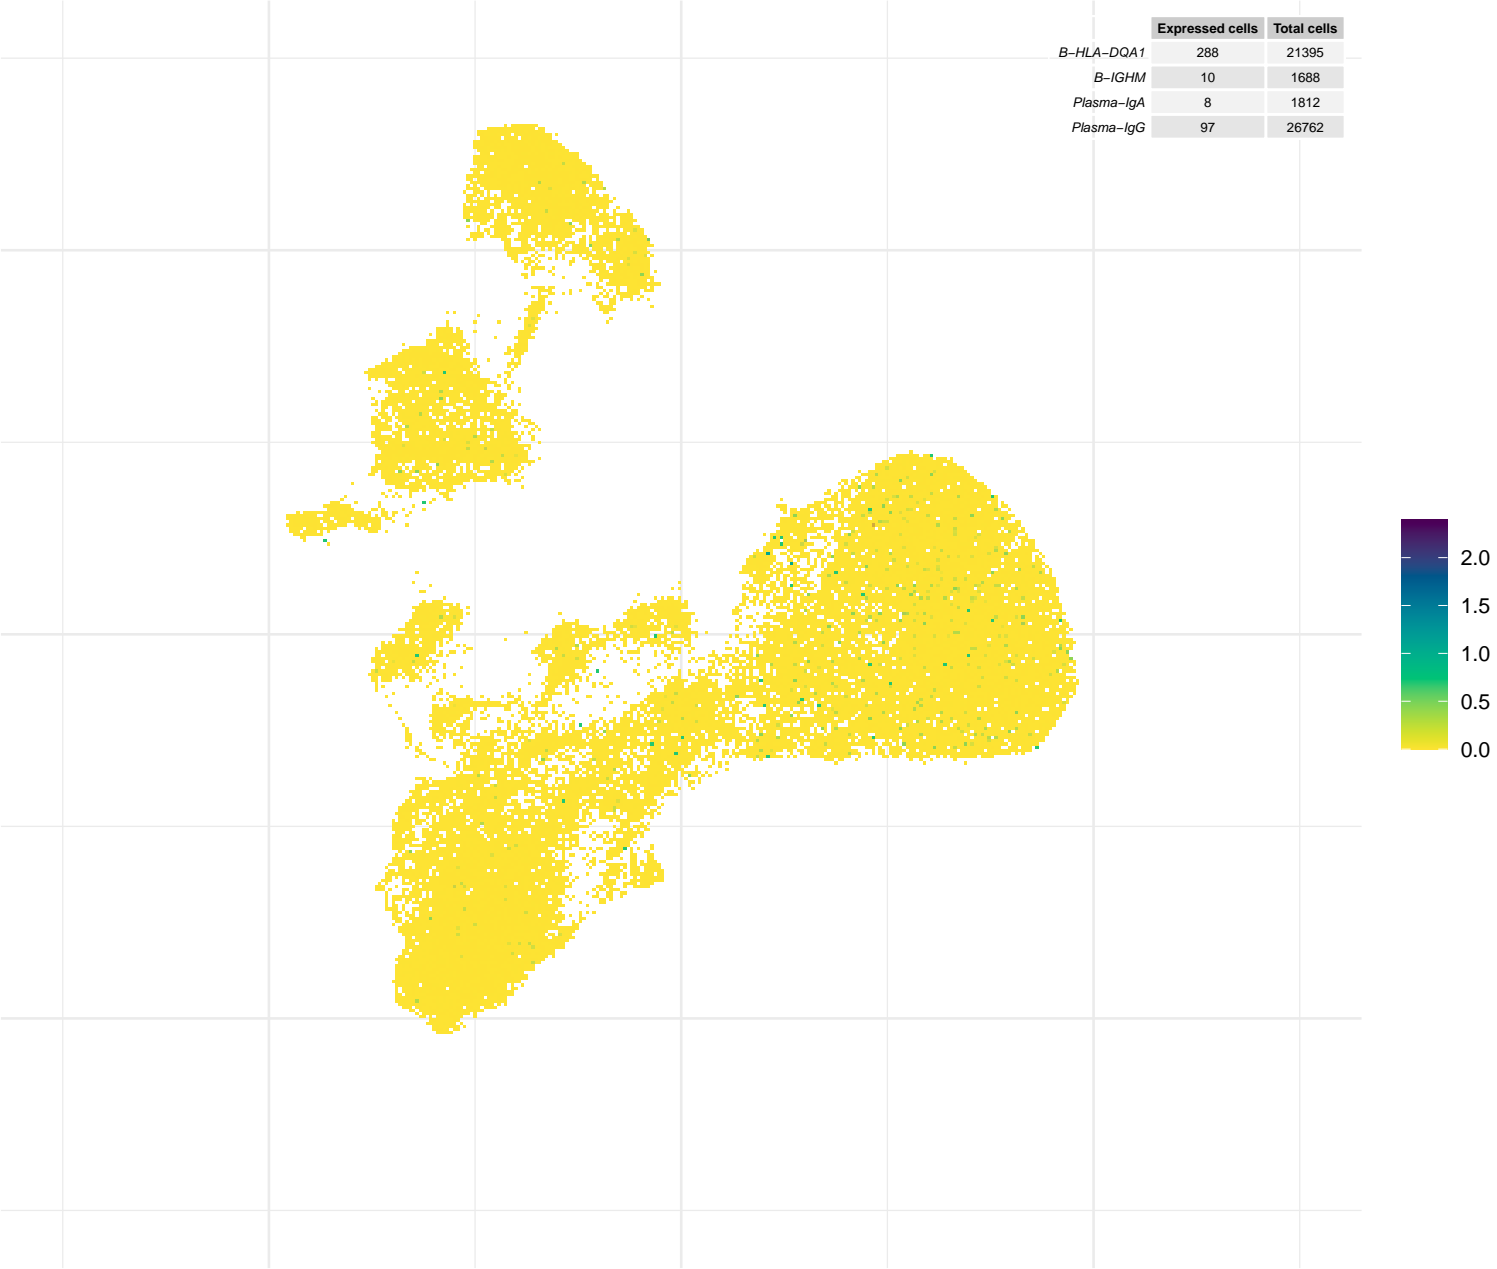 Expressed cells Total cells
B−HLA−DQA1 288 21395
B−IGHM 10 1688
Plasma−IgA 8 1812
Plasma−IgG 97 26762
2.0
1.5
1.0
0.5
0.0